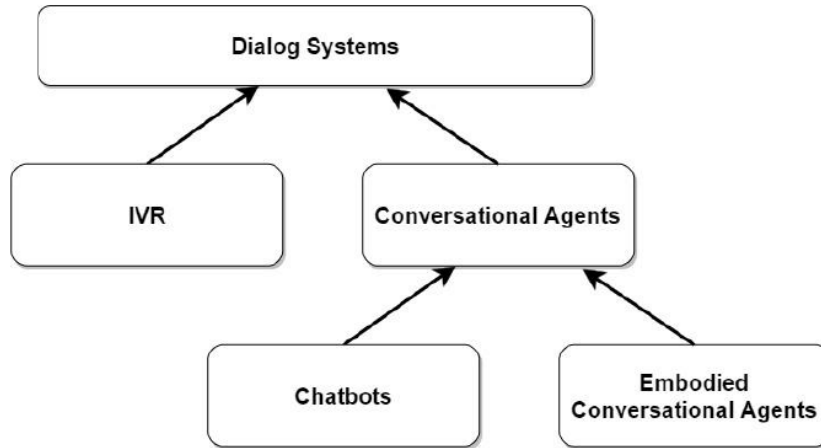 Dialog Systems
IVR
Conversational Agents
Chatbots
Embodied
Conversational Agents